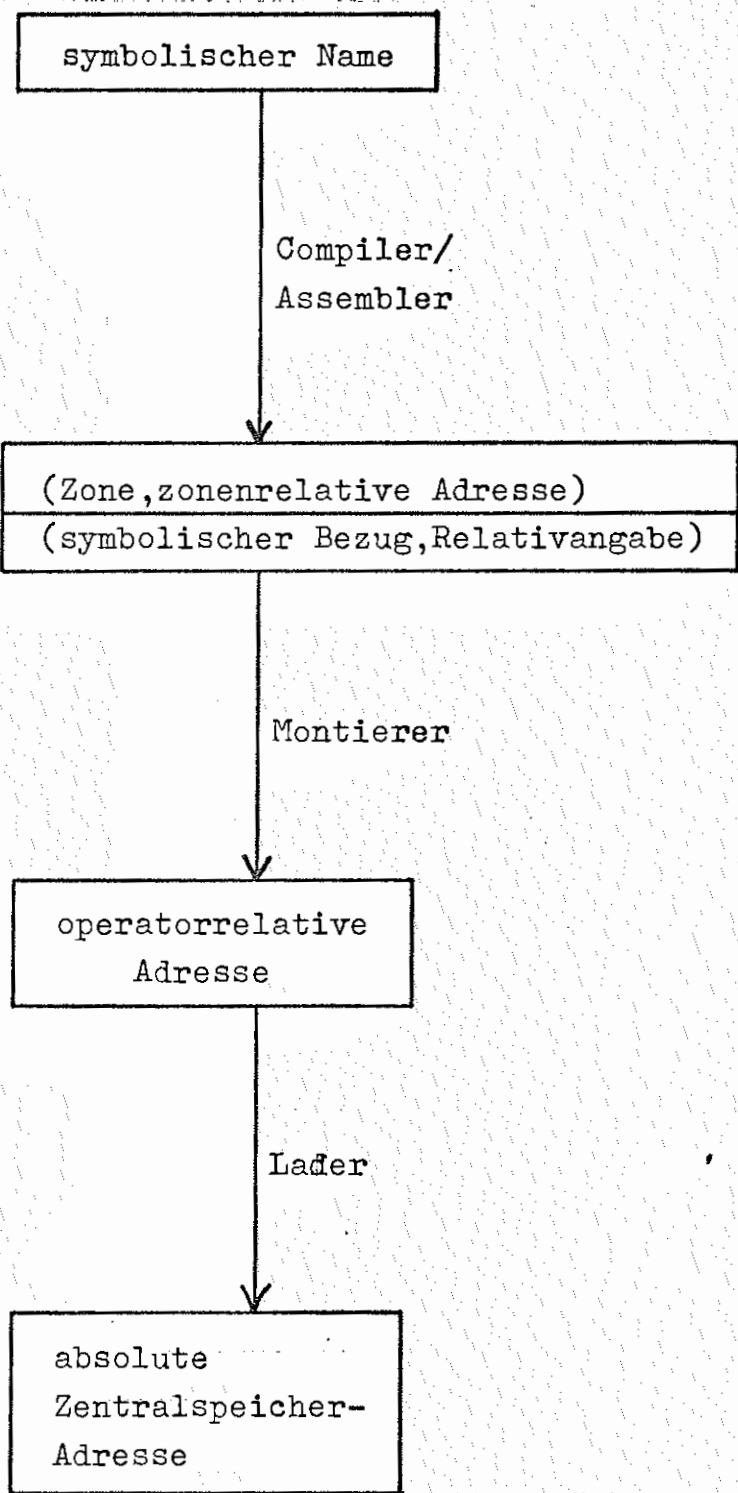 symbolischer Name
Compiler/
Assembler
(Zone,zonenrelative Adresse)
(symbolischer Bezug,Relativangabe)
Montierer
operatorrelative
Adresse
Lader
absolute
Zentralspeicher-
Adresse